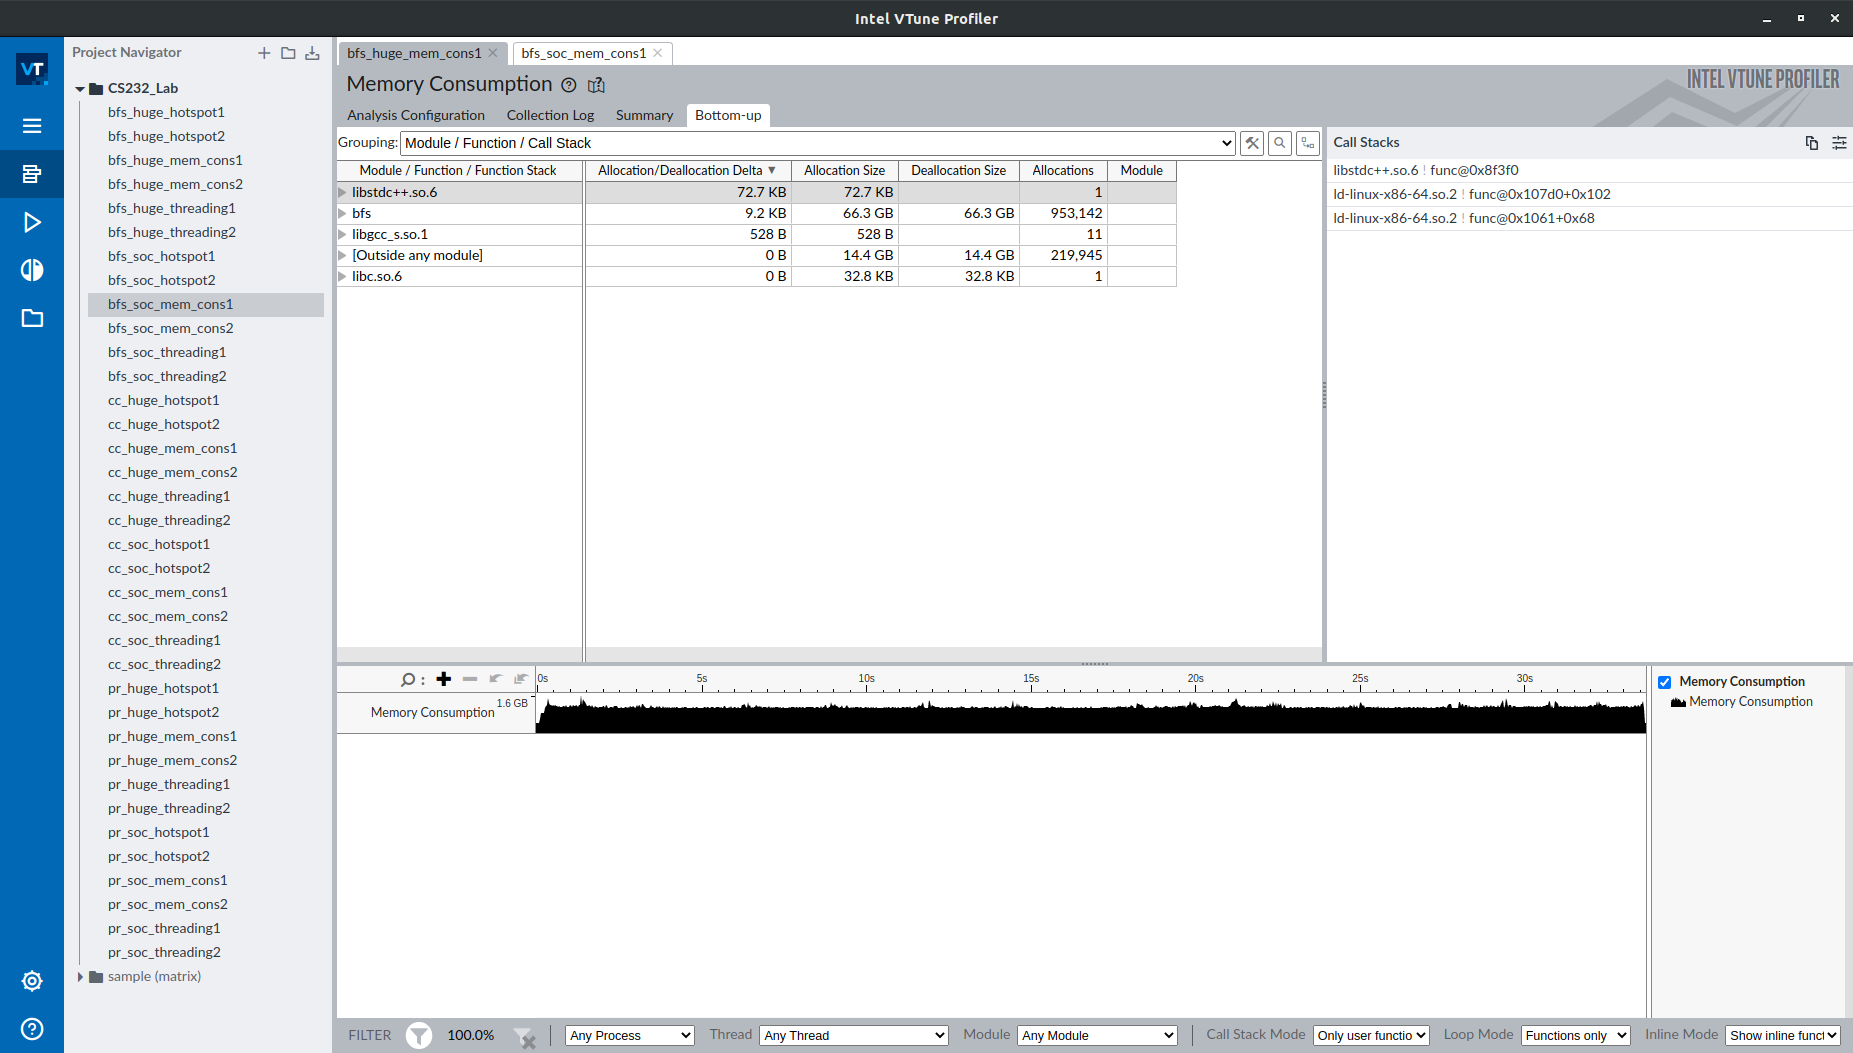 Intel VTune Profiler
VT
Project Navigator
CS232_Lab
bfs_huge_hotspot1
bfs_huge_hotspot2
bfs_huge_mem_cons1
bfs_huge_mem_cons2
bfs_huge_threading1
bfs_huge_threading2
bfs_soc_hotspot1
bfs_soc_hotspot2
bfs_soc_mem_cons1
bfs_soc_mem_cons2
bfs_soc_threading1
bfs_soc_threading2
cc_huge_hotspot1
cc_huge_hotspot2
cc_huge_mem_cons1
cc_huge_mem_cons2
cc_huge_threading1
cc_huge_threading2
cc_soc_hotspot1
cc_soc_hotspot2
cc_soc_mem_cons1
cc_soc_mem_cons2
cc_soc_threading1
cc_soc_threading2
pr_huge_hotspot1
pr_huge_hotspot2
pr_huge_mem_cons1
pr_huge_mem_cons2
pr_huge_threading1
pr_huge_threading2
pr_soc_hotspot1
pr_soc_hotspot2
pr_soc_mem_cons1
pr_soc_mem_cons2
pr_soc_threading1
pr_soc_threading2
sample (matrix)
bfs_huge_mem_cons1 bfs_soc_mem_cons1
Memory Consumption
INTEL VTUNE PROFILER
Analysis Configuration Collection Log Summary Bottom-up
Grouping: Module / Function / Call Stack
Module / Function / Function Stack Allocation/Deallocation Delta Allocation Size Deallocation Size Allocations Module
libstdc++.so.6 72.7 KB 72.7 KB 1
bfs 9.2 KB 66.3 GB 66.3 GB 953,142
libgcc_s.so.1 528 B 528 B 11
[Outside any module] 0 B 14.4 GB 14.4 GB 219,945
libc.so.6 0 B 32.8 KB 32.8 KB 1
Call Stacks
libstdc++.so.6 ! func@0x8f3f0
ld-linux-x86-64.so.2 ! func@0x107d0+0x102
ld-linux-x86-64.so.2 ! func@0x1061+0x68
0s 5s 10s 15s 20s 25s 30s
Memory Consumption 1.6 GB
Memory Consumption
Memory Consumption
FILTER 100.0% Any Process Thread Any Thread Module Any Module Call Stack Mode Only user functio Loop Mode Functions only Inline Mode Show inline funct